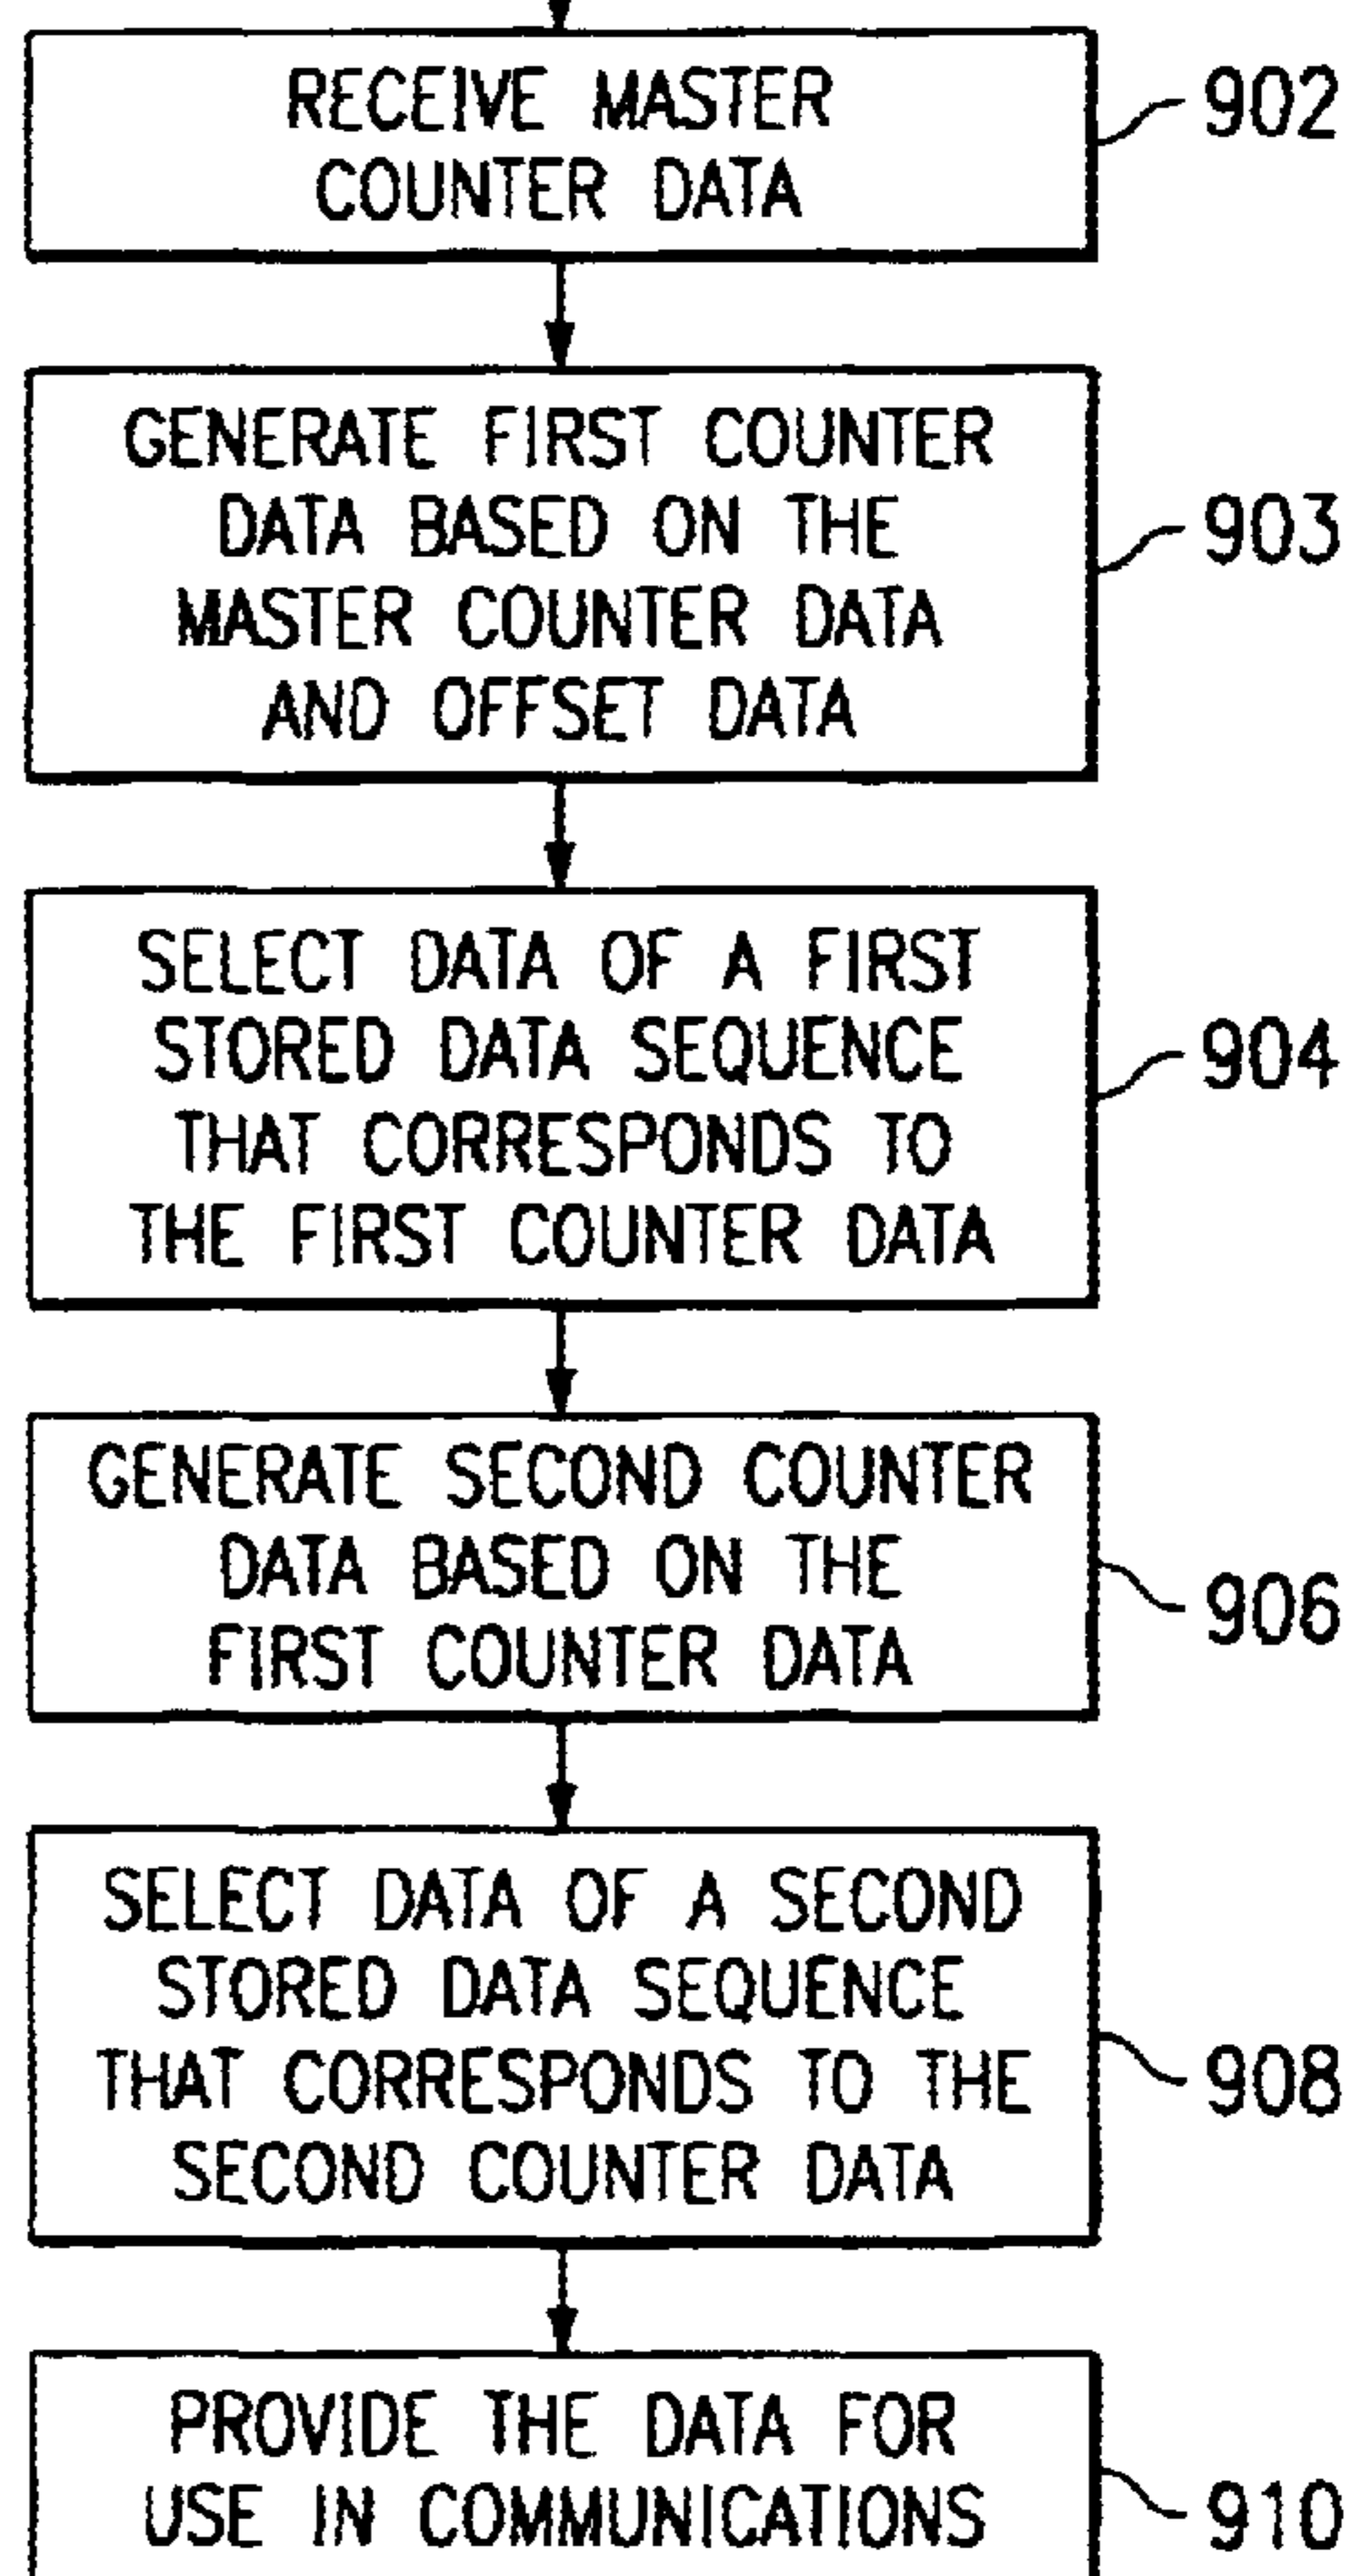 RECEIVE MASTER
COUNTER DATA
902
GENERATE FIRST COUNTER
DATA BASED ON THE
MASTER COUNTER DATA
AND OFFSET DATA
903
SELECT DATA OF A FIRST
STORED DATA SEQUENCE
THAT CORRESPONDS TO
THE FIRST COUNTER DATA
904
GENERATE SECOND COUNTER
DATA BASED ON THE
FIRST COUNTER DATA
906
SELECT DATA OF A SECOND
STORED DATA SEQUENCE
THAT CORRESPONDS TO THE
SECOND COUNTER DATA
908
PROVIDE THE DATA FOR
USE IN COMMUNICATIONS
910